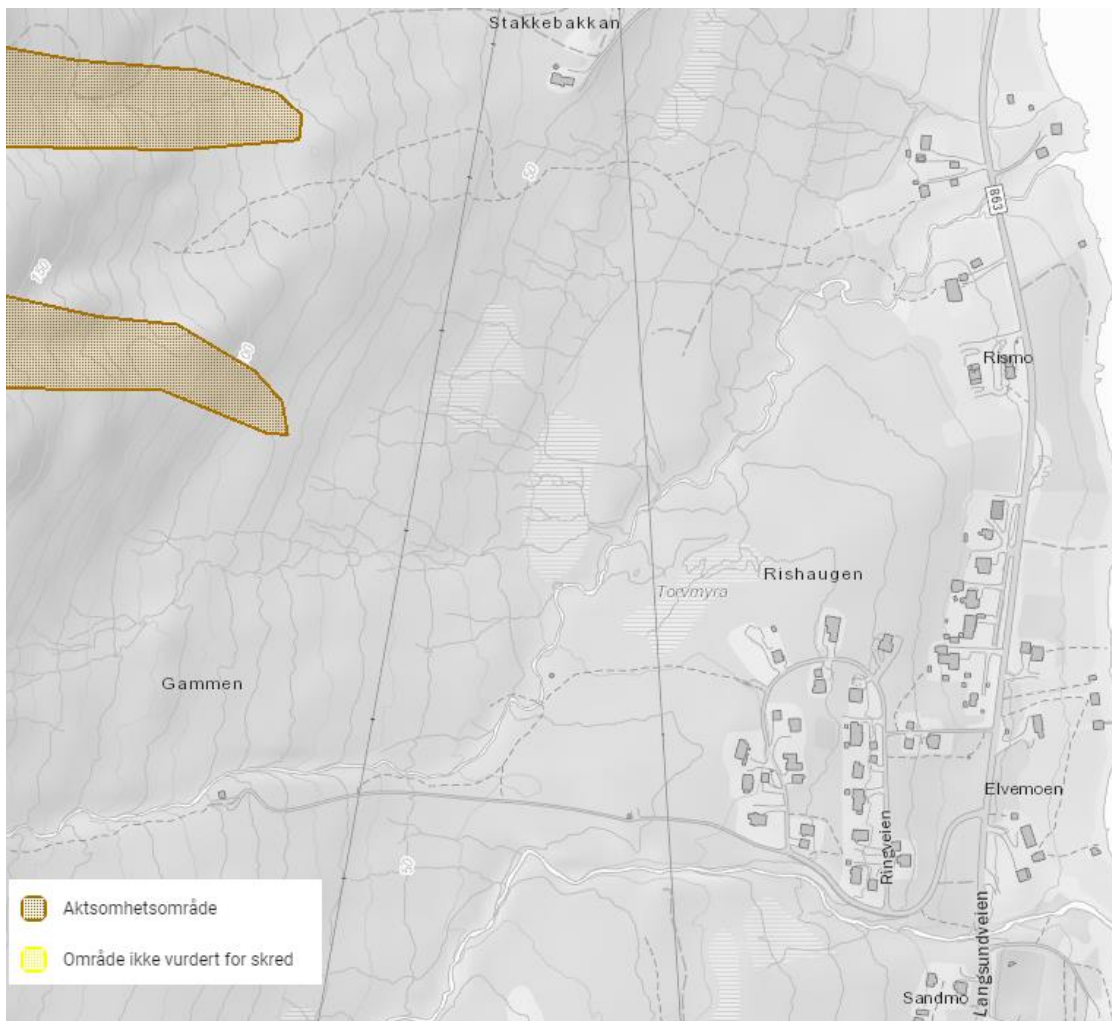 Stakkebakkan
50
863
150
100
Rismo
Rishaugen
Torvmyra
Gammen
Elvemoen
Ringveien
50
Langsundveien
Sandmo
Aktsomhetsområde
Område ikke vurdert for skred